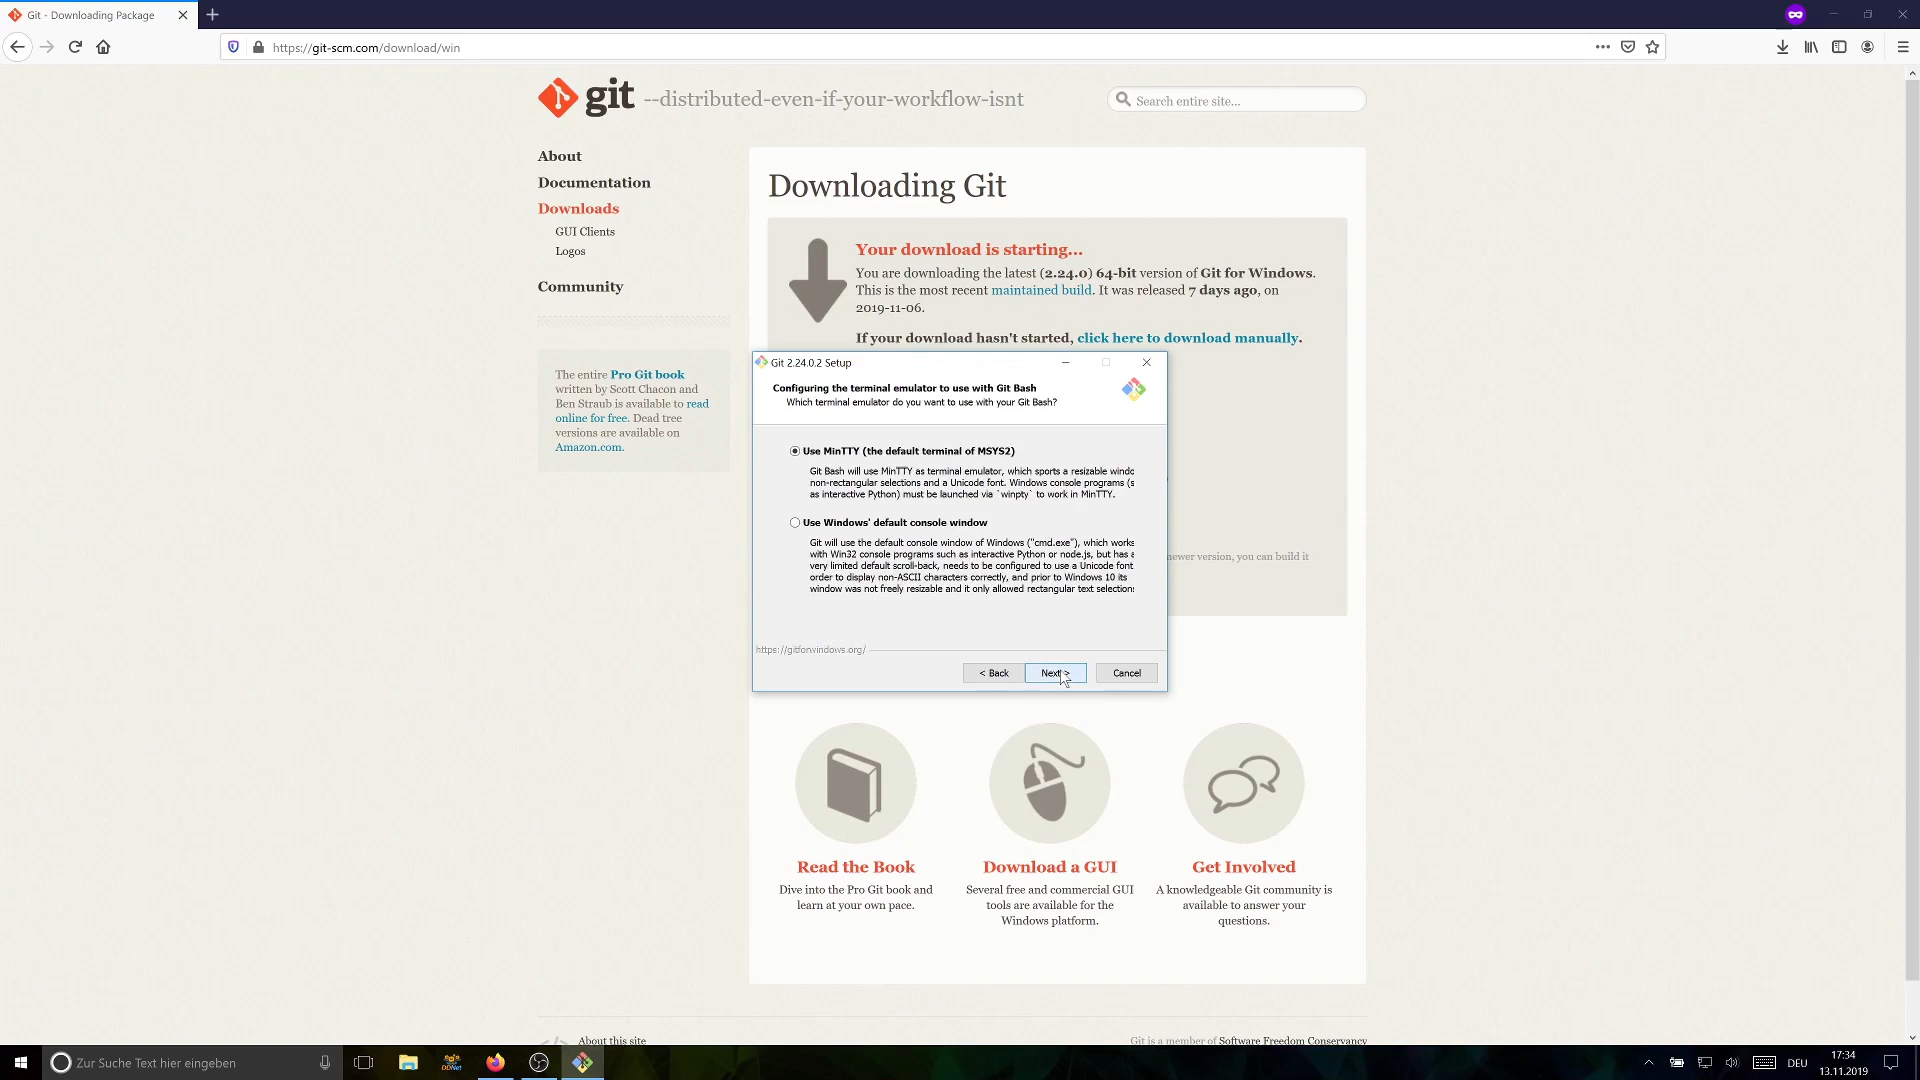 Git - Downloading Package
https://git-scm.com/download/win
git --distributed-even-if-your-workflow-isnt
Search entire site...
About
Documentation
Downloads
GUI Clients
Logos
Community
The entire Pro Git book
written by Scott Chacon and
Ben Straub is available to read
online for free. Dead tree
versions are available on
Amazon.com.
Downloading Git
Your download is starting...
You are downloading the latest (2.24.0) 64-bit version of Git for Windows.
This is the most recent maintained build. It was released 7 days ago, on
2019-11-06.
If your download hasn't started, click here to download manually.
newer version, you can build it
Git 2.24.0.2 Setup
Configuring the terminal emulator to use with Git Bash
Which terminal emulator do you want to use with your Git Bash?
Use MinTTY (the default terminal of MSYS2)
Git Bash will use MinTTY as terminal emulator, which sports a resizable windo
non-rectangular selections and a Unicode font. Windows console programs (s
as interactive Python) must be launched via `winpty` to work in MinTTY.
Use Windows' default console window
Git will use the default console window of Windows ("cmd.exe"), which works
with Win32 console programs such as interactive Python or node.js, but has a
very limited default scroll-back, needs to be configured to use a Unicode font
order to display non-ASCII characters correctly, and prior to Windows 10 its
window was not freely resizable and it only allowed rectangular text selections
https://gitforwindows.org/
< Back
Next >
Cancel
Read the Book
Dive into the Pro Git book and
learn at your own pace.
Download a GUI
Several free and commercial GUI
tools are available for the
Windows platform.
Get Involved
A knowledgeable Git community is
available to answer your
questions.
About this site
Git is a member of Software Freedom Conservancy
Zur Suche Text hier eingeben
DDNet
DEU
17:34
13.11.2019